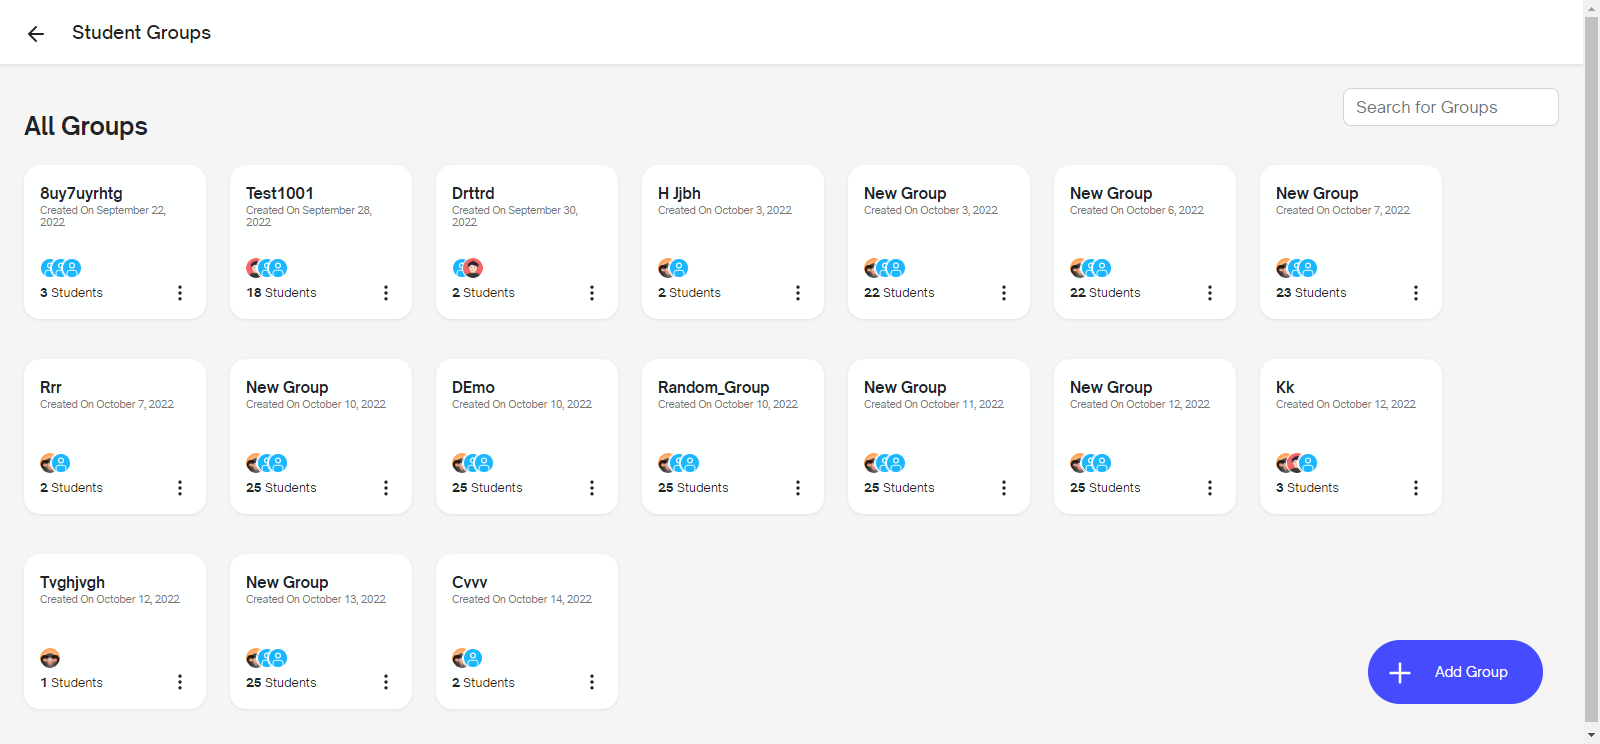 Student Groups
Search for Groups
All Groups
8uy7uyrhtg
Created On September 22,
2022
3 Students
Test1001
Created On September 28,
2022
18 Students
Drttrd
Created On September 30,
2022
2 Students
H Jjbh
Created On October 3, 2022
2 Students
New Group
Created On October 3, 2022
22 Students
New Group
Created On October 6, 2022
22 Students
New Group
Created On October 7, 2022
23 Students
Rrr
Created On October 7, 2022
2 Students
New Group
Created On October 10, 2022
25 Students
DEmo
Created On October 10, 2022
25 Students
Random_Group
Created On October 10, 2022
25 Students
New Group
Created On October 11, 2022
25 Students
New Group
Created On October 12, 2022
25 Students
Kk
Created On October 12, 2022
3 Students
Tvghjvgh
Created On October 12, 2022
1 Students
New Group
Created On October 13, 2022
25 Students
Cvvv
Created On October 14, 2022
2 Students
Add Group